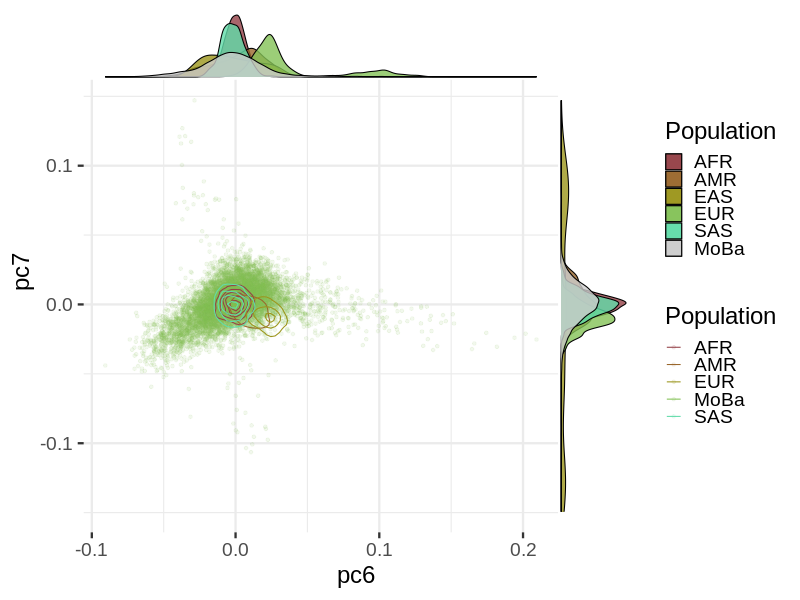 Population
AFR
AMR
EAS
EUR
SAS
MoBa
Population
AFR
AMR
EUR
MoBa
SAS
pc7
0.1
0.0
-0.1
-0.1
0.0
0.1
0.2
pc6